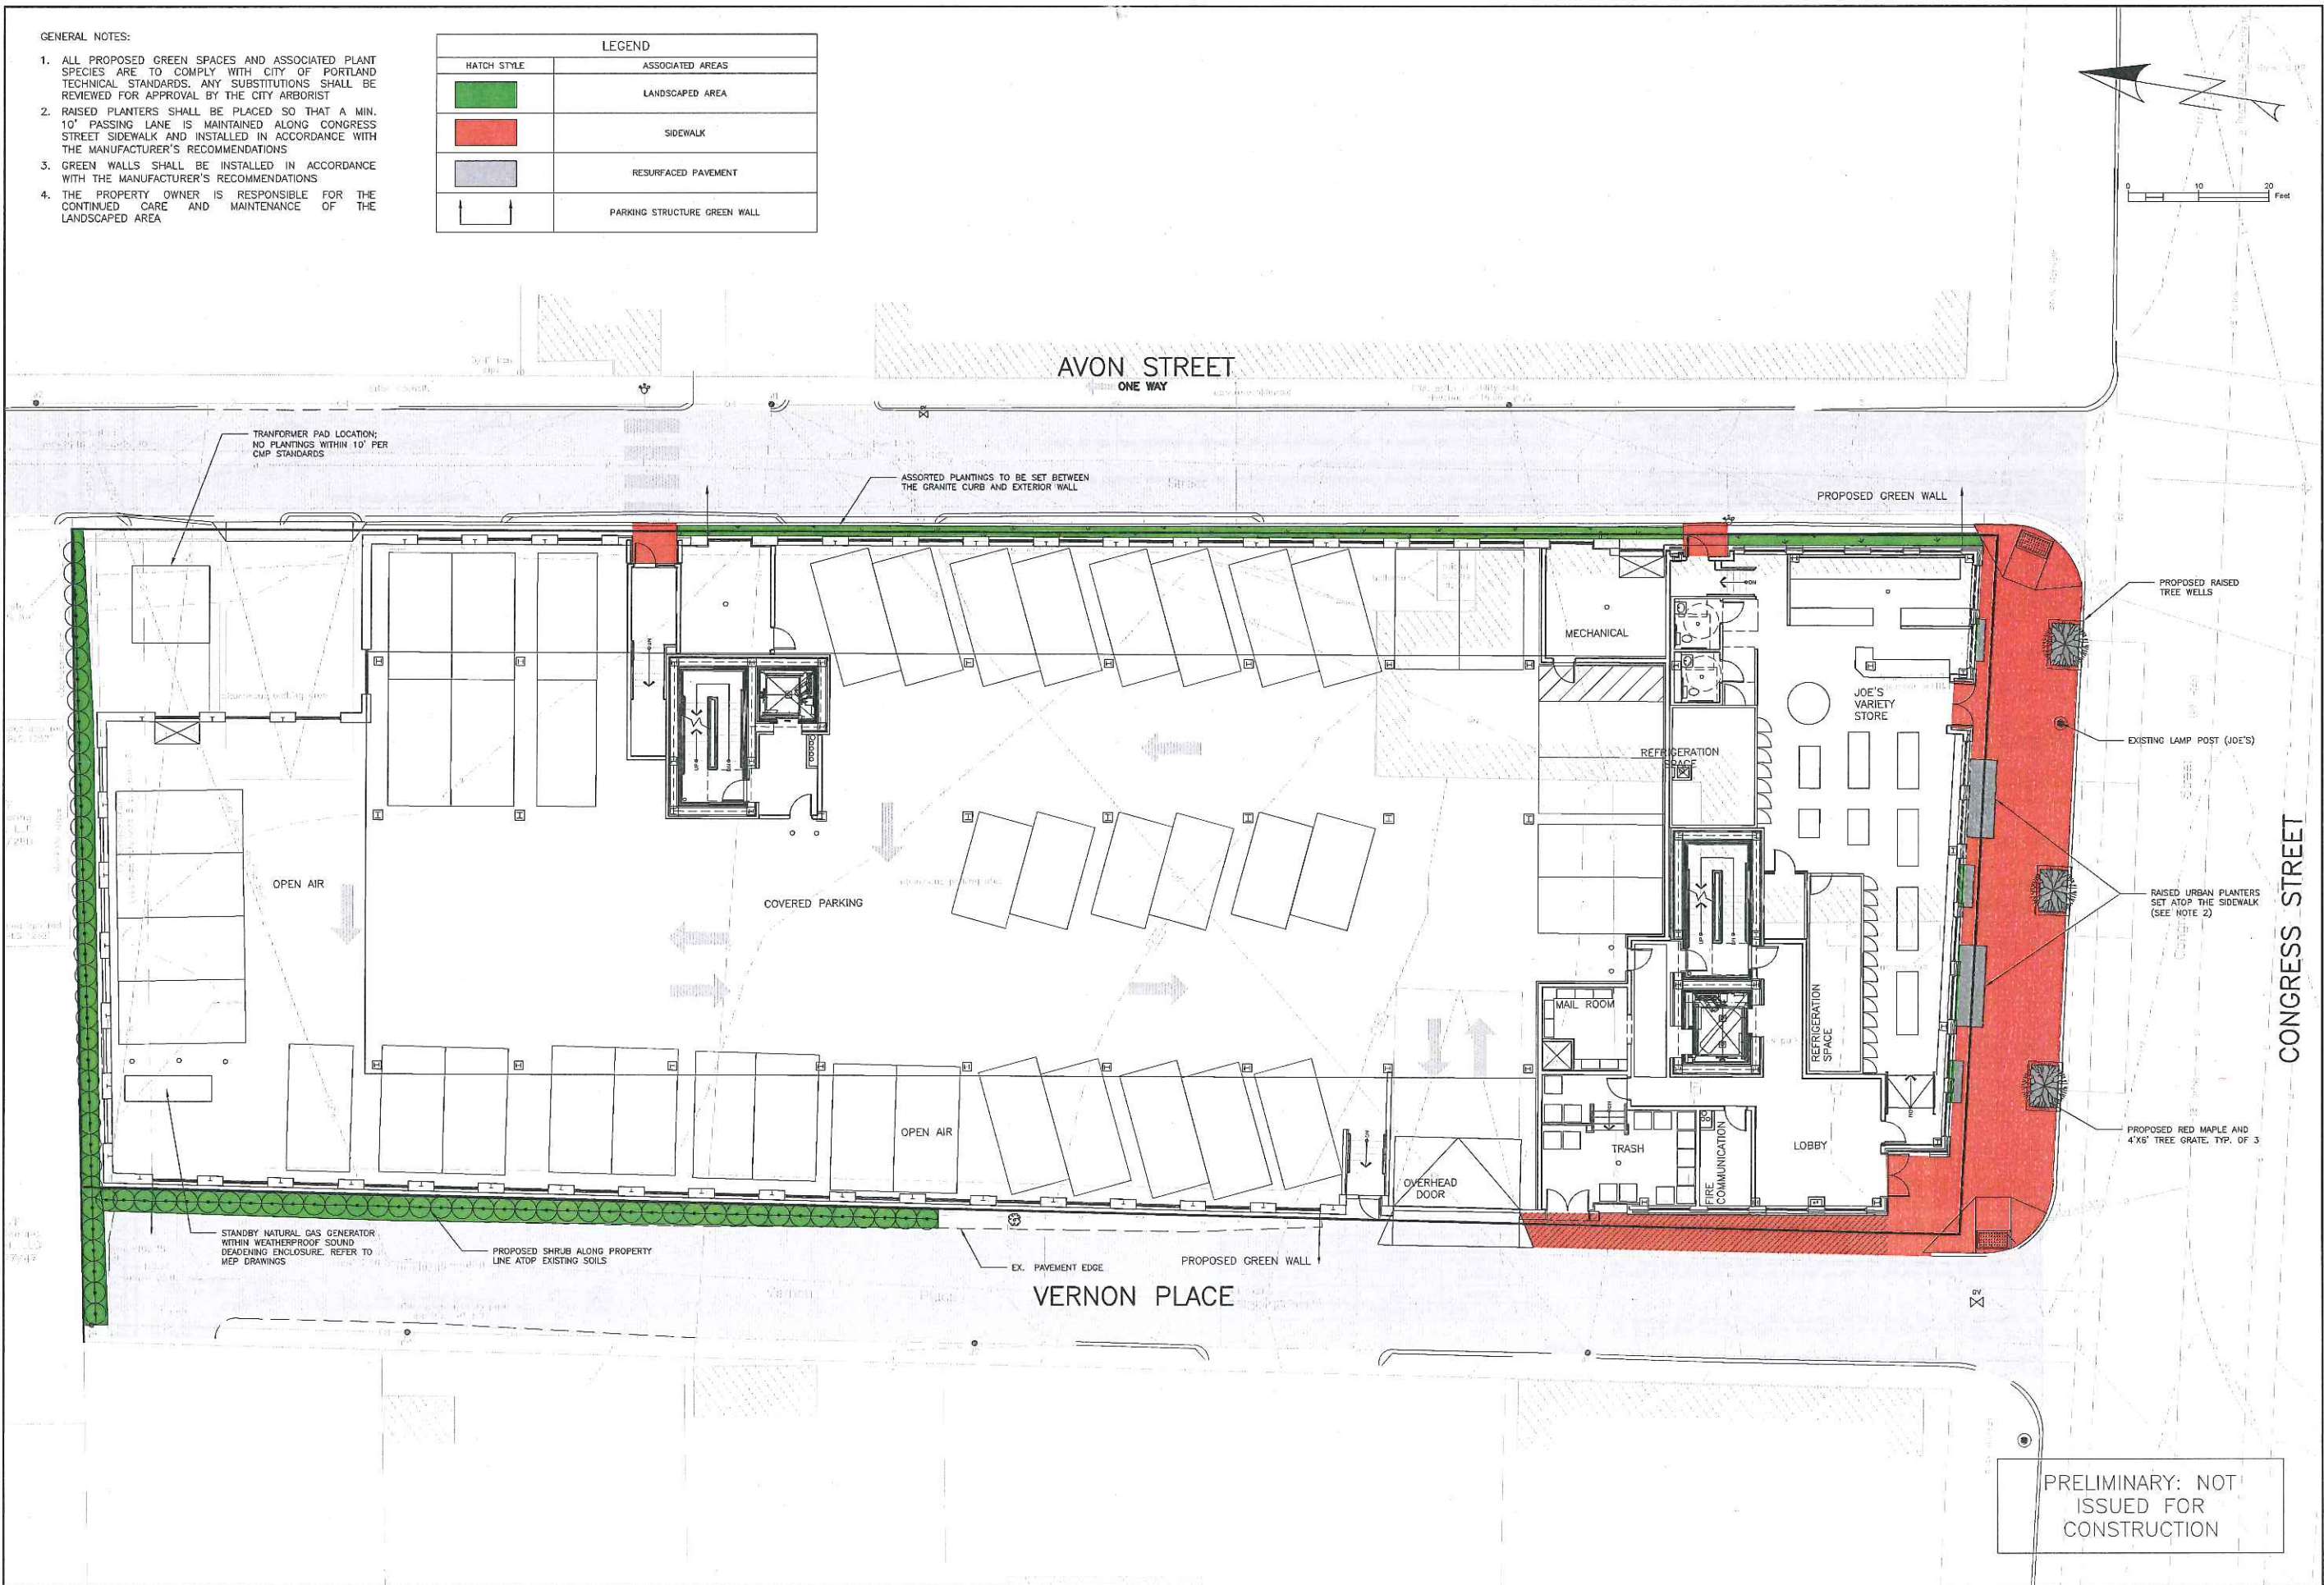 GENERAL NOTES:
1. ALL PROPOSED GREEN SPACES AND ASSOCIATED PLANT
SPECIES ARE TO COMPLY WITH CITY OF PORTLAND
TECHNICAL STANDARDS. ANY SUBSTITUTIONS SHALL BE
REVIEWED FOR APPROVAL BY THE CITY ARBORIST
2. RAISED PLANTERS SHALL BE PLACED SO THAT A MIN.
10' PASSING LANE IS MAINTAINED ALONG CONGRESS
STREET SIDEWALK AND INSTALLED IN ACCORDANCE WITH
THE MANUFACTURER'S RECOMMENDATIONS
3. GREEN WALLS SHALL BE INSTALLED IN ACCORDANCE
WITH THE MANUFACTURER'S RECOMMENDATIONS
4. THE PROPERTY OWNER IS RESPONSIBLE FOR THE
CONTINUED CARE AND MAINTENANCE OF THE
LANDSCAPED AREA
LEGEND
HATCH STYLE
ASSOCIATED AREAS
LANDSCAPED AREA
SIDEWALK
RESURFACED PAVEMENT
PARKING STRUCTURE GREEN WALL
N
0 10 20
Feet
AVON STREET
ONE WAY
TRANFORMER PAD LOCATION;
NO PLANTINGS WITHIN 10' PER
CMP STANDARDS
ASSORTED PLANTINGS TO BE SET BETWEEN
THE GRANITE CURB AND EXTERIOR WALL
Street
PROPOSED GREEN WALL
PROPOSED RAISED
TREE WELLS
MECHANICAL
DN
JOE'S
VARIETY
STORE
EXISTING LAMP POST (JOE'S)
REFRIGERATION
SPACE
OPEN AIR
COVERED PARKING
UP
DN
RAISED URBAN PLANTERS
SET ATOP THE SIDEWALK
(SEE NOTE 2)
CONGRESS STREET
MAIL ROOM
REFRIGERATION
SPACE
OPEN AIR
TRASH
FIRE
COMMUNICATION
LOBBY
OVERHEAD
DOOR
PROPOSED RED MAPLE AND
4'X6' TREE GRATE. TYP. OF 3
STANDBY NATURAL GAS GENERATOR
WITHIN WEATHERPROOF SOUND
DEADENING ENCLOSURE. REFER TO
MEP DRAWINGS
PROPOSED SHRUB ALONG PROPERTY
LINE ATOP EXISTING SOILS
EX. PAVEMENT EDGE
PROPOSED GREEN WALL
VERNON PLACE
PRELIMINARY: NOT
ISSUED FOR
CONSTRUCTION